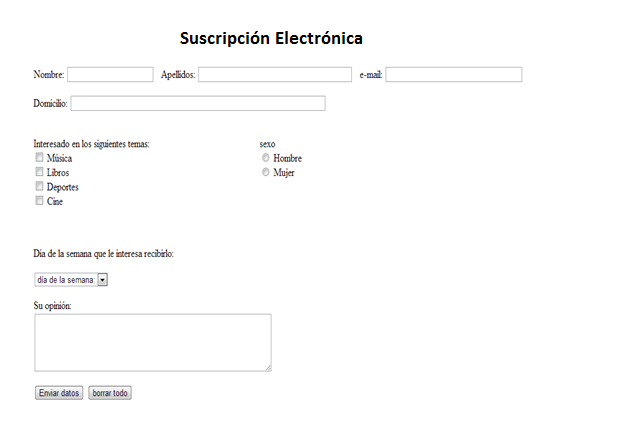 Suscripción Electrónica
Nombre: Apellidos: e-mail:
Domicilio:
Interesado en los siguientes temas: sexo
Música Hombre
Libros Mujer
Deportes
Cine
Dia de la semana que le interesa recibirlo:
día de la semana:
Su opinión:
Enviar datos borrar todo